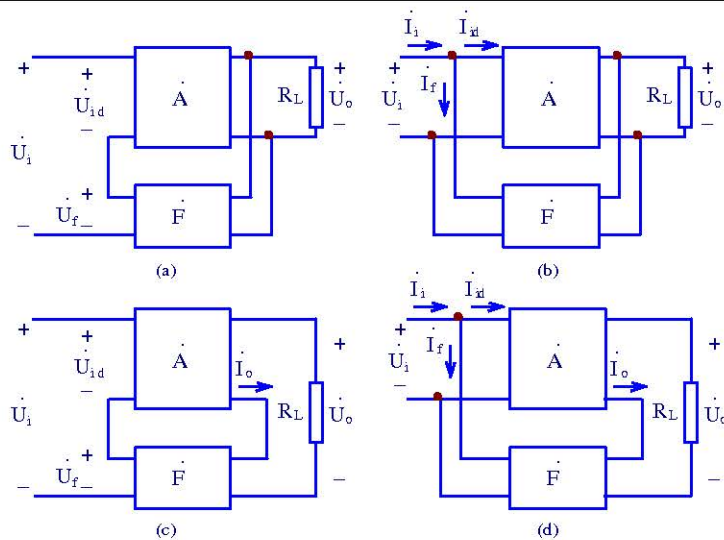 İi İid
+ + Ȧ RL + U̇o − U̇id − U̇i + U̇f − − Ḟ
+ U̇i − İf Ȧ RL + U̇o − Ḟ
(a) (b)
İi İid
+ + Ȧ İo + U̇id − U̇i RL U̇o + U̇f − − Ḟ −
+ U̇i − İf Ȧ İo + RL U̇o Ḟ −
(c) (d)